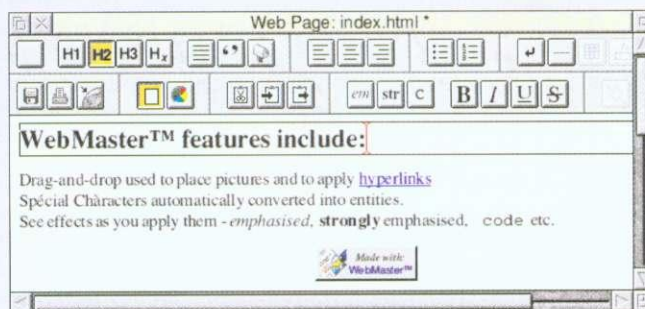 Web Page: index.html *
H1 H2 H3 Hx
em str C B I U S
WebMaster™ features include:
Drag-and-drop used to place pictures and to apply hyperlinks
Spécial Chàracters automatically converted into entities.
See effects as you apply them - emphasised, strongly emphasised, code etc.
Made with:
WebMaster™